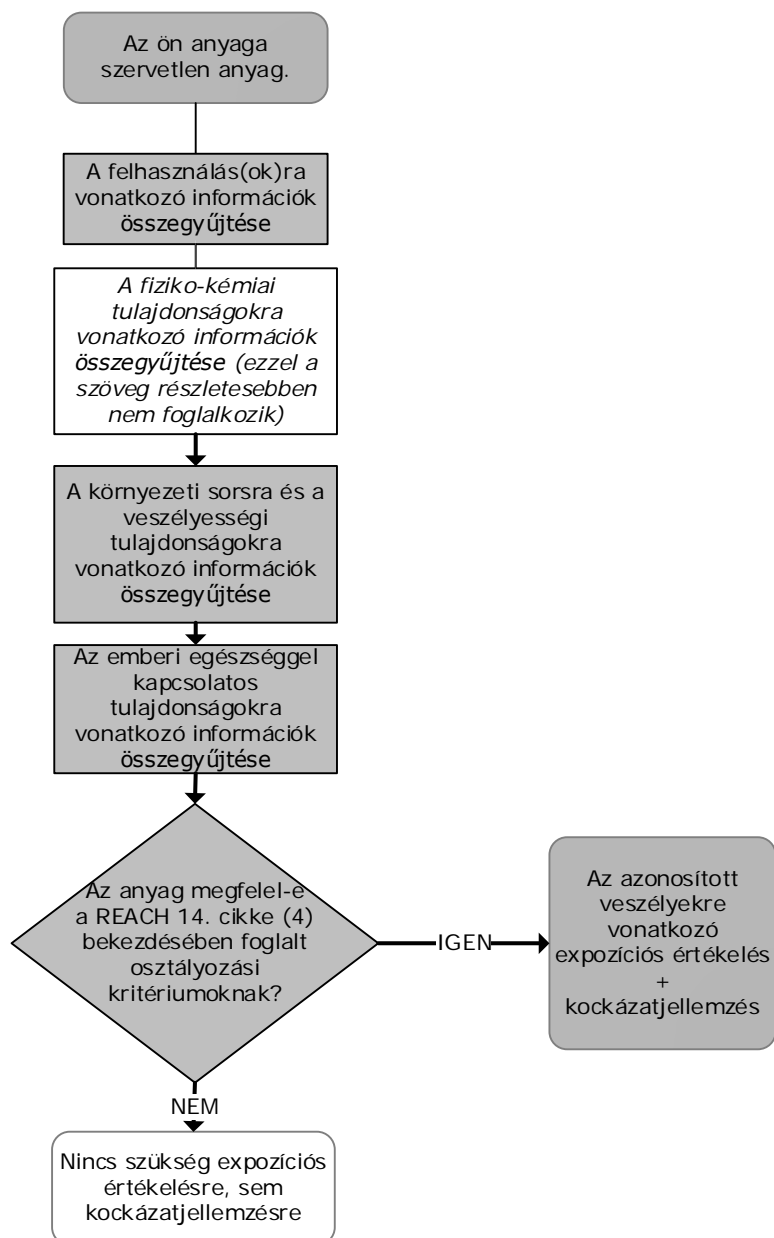 Az ön anyaga
szervetlen anyag.
A felhasználás(ok)ra
vonatkozó információk
összegyűjtése
A fiziko-kémiai
tulajdonságokra
vonatkozó információk
összegyűjtése (ezzel a
szöveg részletesebben
nem foglalkozik)
A környezeti sorsra és a
veszélyességi
tulajdonságokra
vonatkozó információk
összegyűjtése
Az emberi egészséggel
kapcsolatos
tulajdonságokra
vonatkozó információk
összegyűjtése
Az anyag megfelel-e
a REACH 14. cikke (4)
bekezdésében foglalt
osztályozási
kritériumoknak?
IGEN
Az azonosított
veszélyekre
vonatkozó
expozíciós értékelés
+
kockázatjellemzés
NEM
Nincs szükség expozíciós
értékelésre, sem
kockázatjellemzésre